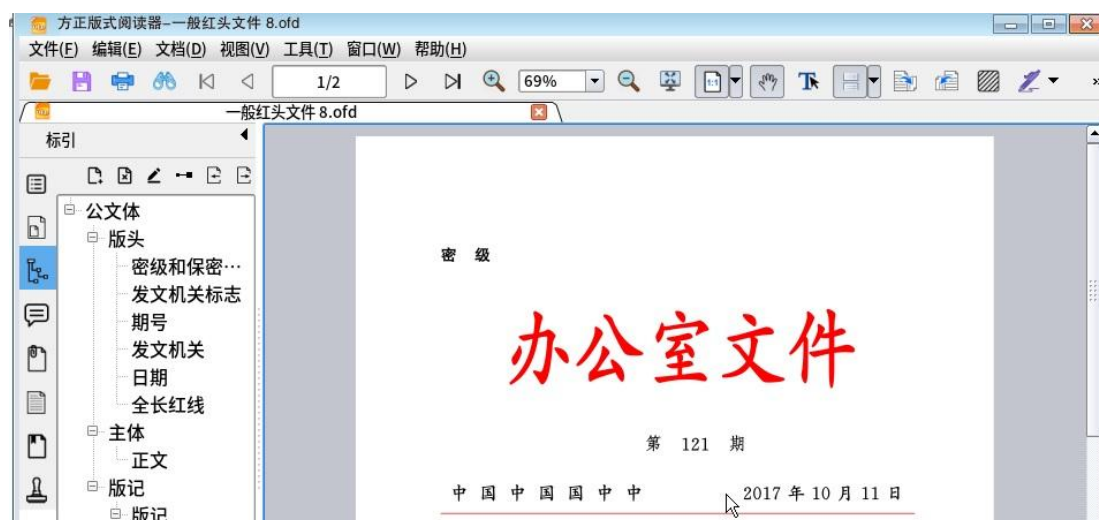 方正版式阅读器–一般红头文件 8.ofd
文件(F) 编辑(E) 文档(D) 视图(V) 工具(T) 窗口(W) 帮助(H)
1/2 69%
一般红头文件 8.ofd
标引
公文体
版头
密级和保密…
发文机关标志
期号
发文机关
日期
全长红线
主体
正文
版记
版记
密 级
办公室文件
第 121 期
中 国 中 国 国 中 中 2017 年 10 月 11 日